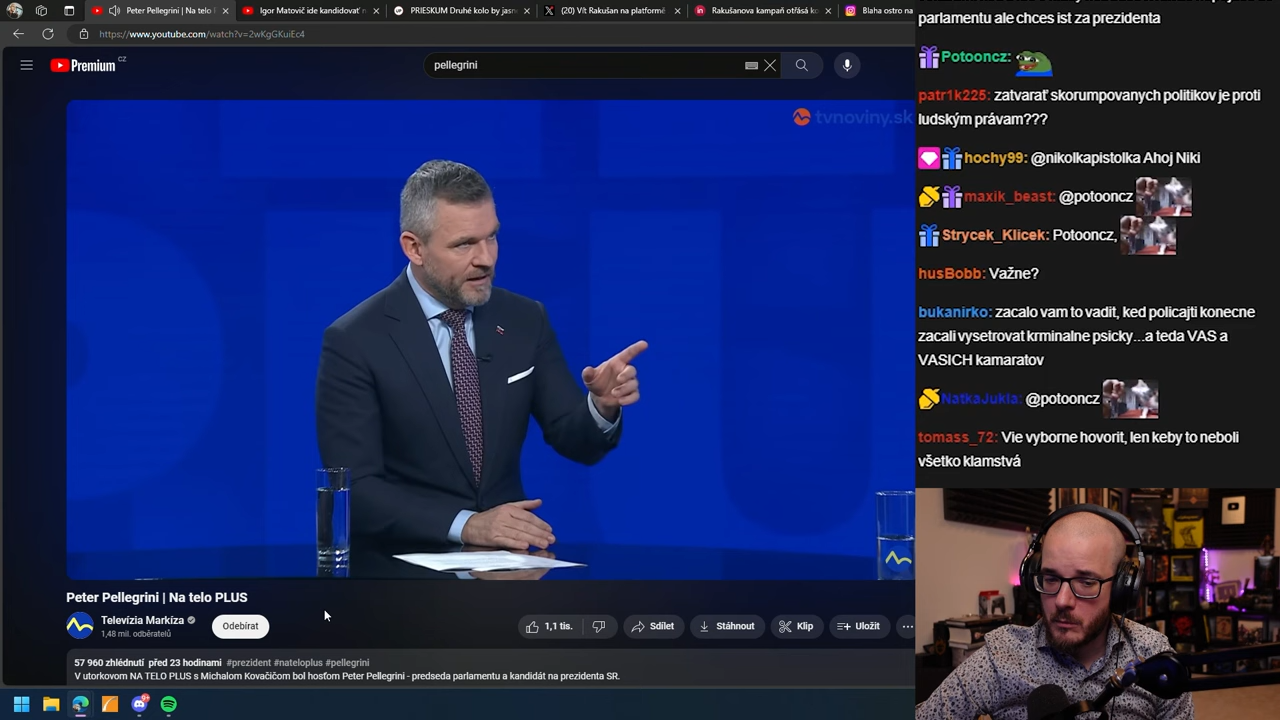 Peter Pellegrini | Na telo P
Igor Matovič ide kandidovať n
PRIESKUM Druhé kolo by jasn
(20) Vít Rakušan na platformě
Rakušanova kampaň otřásá ko
Blaha ostro na
https://www.youtube.com/watch?v=2wKgGKuiEc4
Premium CZ
pellegrini
tvnoviny.sk
parlamentu ale chces ist za prezidenta
Potooncz:
patr1k225: zatvarať skorumpovanych politikov je proti
ludským právam???
hochy99: @nikolkapistolka Ahoj Niki
maxik_beast: @potooncz
Strycek_Klicek: Potooncz,
husBobb: Važne?
bukanirko: zacalo vam to vadit, ked policajti konecne
zacali vysetrovat krminalne psicky...a teda VAS a
VASICH kamaratov
NatkaJukla: @potooncz
tomass_72: Vie vyborne hovorit, len keby to neboli
všetko klamstvá
Peter Pellegrini | Na telo PLUS
Televízia Markíza
1,48 mil. odběratelů
Odebírat
1,1 tis.
Sdílet
Stáhnout
Klip
Uložit
57 960 zhlédnutí před 23 hodinami #prezident #nateloplus #pellegrini
V utorkovom NA TELO PLUS s Michalom Kovačičom bol hosťom Peter Pellegrini - predseda parlamentu a kandidát na prezidenta SR.